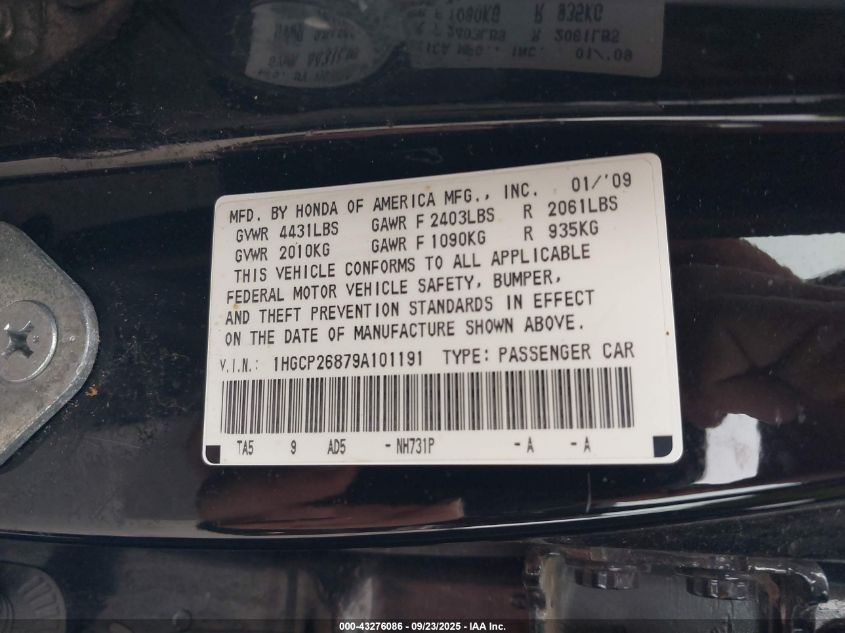 MFD. BY HONDA OF AMERICA MFG., INC. 01/'09
GVWR 4431LBS GAWR F 2403LBS R 2061LBS
GVWR 2010KG GAWR F 1090KG R 935KG
THIS VEHICLE CONFORMS TO ALL APPLICABLE
FEDERAL MOTOR VEHICLE SAFETY, BUMPER,
AND THEFT PREVENTION STANDARDS IN EFFECT
ON THE DATE OF MANUFACTURE SHOWN ABOVE.
V.I.N.: 1HGCP26879A101191 TYPE: PASSENGER CAR
TA5 9 AD5 - NH731P - A - A
000-43276086 - 09/23/2025 - IAA Inc.